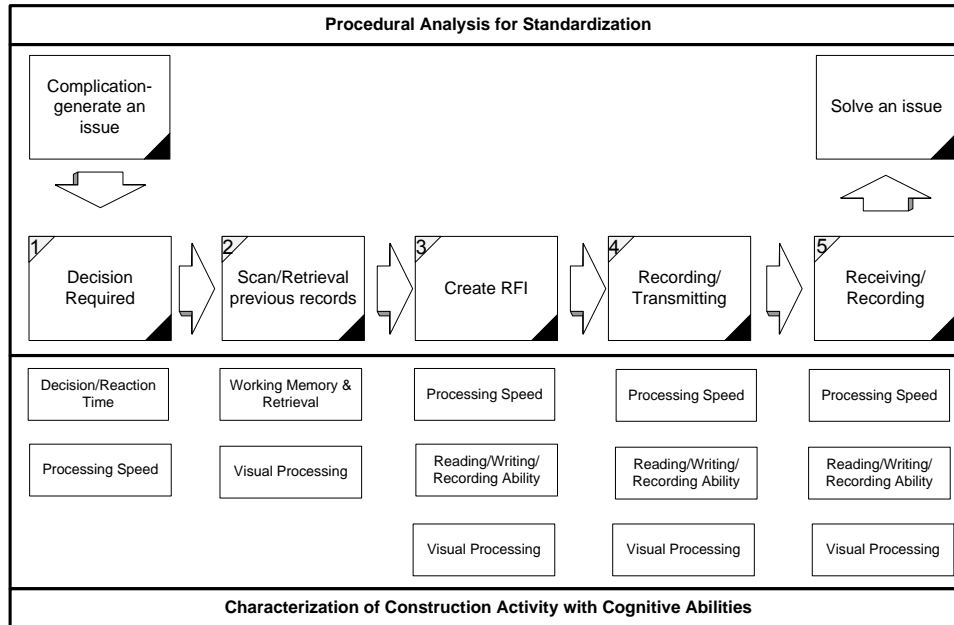 Procedural Analysis for Standardization
Complication-
generate an
issue
Solve an issue
1
Decision
Required
2
Scan/Retrieval
previous records
3
Create RFI
4
Recording/
Transmitting
5
Receiving/
Recording
Decision/Reaction
Time
Working Memory &
Retrieval
Processing Speed
Processing Speed
Processing Speed
Processing Speed
Visual Processing
Reading/Writing/
Recording Ability
Reading/Writing/
Recording Ability
Reading/Writing/
Recording Ability
Visual Processing
Visual Processing
Visual Processing
Characterization of Construction Activity with Cognitive Abilities